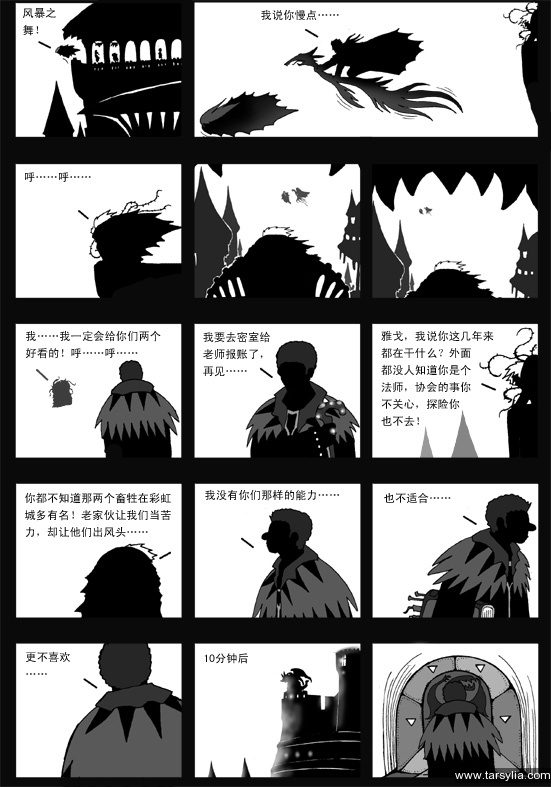 风暴之
舞！
我说你慢点……
呼……呼……
我……我一定会给你们两个
好看的！呼……呼……
我要去密室给
老师报账了，
再见……
雅戈，我说你这几年来
都在干什么？外面
都没人知道你是个
法师，协会的事你
不关心，探险你
也不去！
你都不知道那两个畜牲在彩虹
城多有名！老家伙让我们当苦
力，却让他们出风头……
我没有你们那样的能力……
也不适合……
更不喜欢
……
10分钟后
www.tarsylia.com